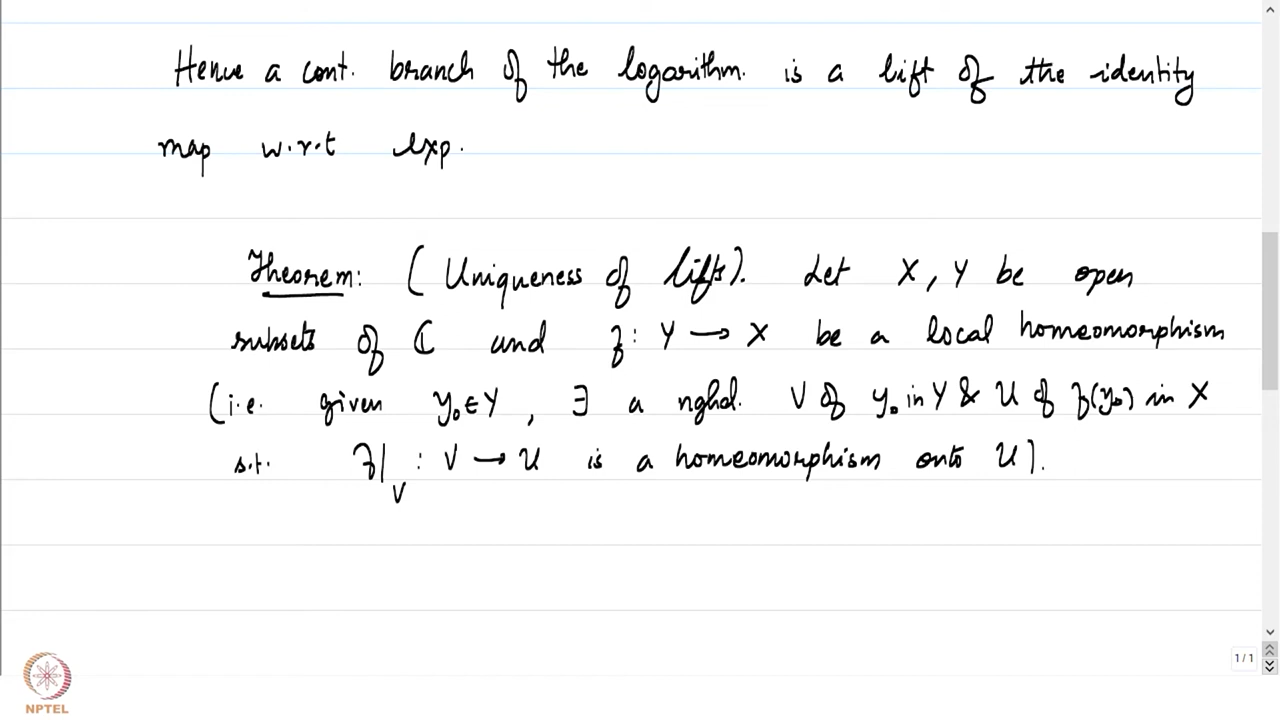 Hence a cont. branch of the logarithm. is a lift of the identity
map w.r.t exp.
Theorem: (Uniqueness of lifts). Let X, Y be open
subsets of ℂ and f: Y → X be a local homeomorphism
(i.e. given y₀ ∈ Y, ∃ a nghd. V of y₀ in Y & U of f(y₀) in X
s.t. f|_V : V → U is a homeomorphism onto U).
1/1
NPTEL